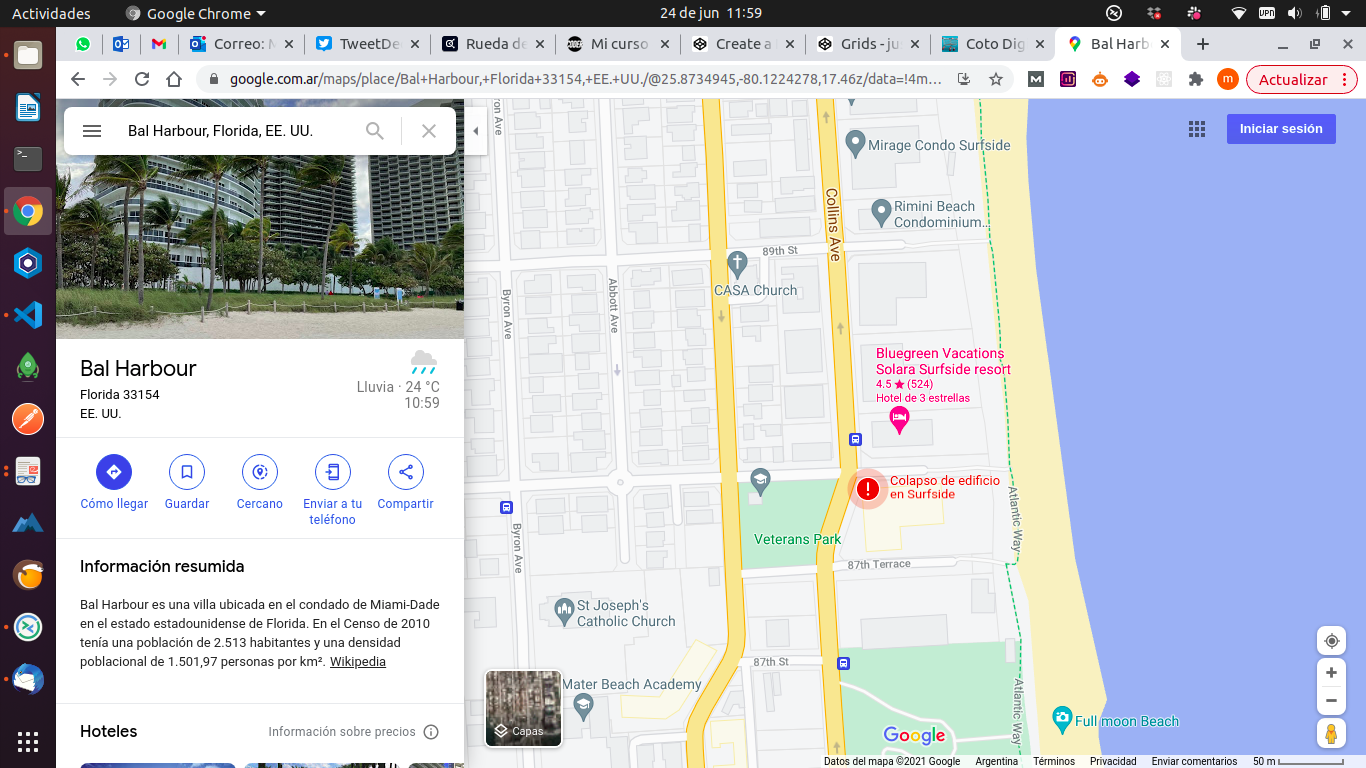 Actividades
Google Chrome
24 de jun 11:59
VPN
Correo: M
TweetDe
Rueda de
CODER
Mi curso
Create a
Grids - jus
Coto Dig
Bal Harb
google.com.ar/maps/place/Bal+Harbour,+Florida+33154,+EE.+UU./@25.8734945,-80.1224278,17.46z/data=!4m...
m
Actualizar
Bal Harbour, Florida, EE. UU.
Bal Harbour
Florida 33154
EE. UU.
Lluvia · 24 °C
10:59
Cómo llegar
Guardar
Cercano
Enviar a tu
teléfono
Compartir
Información resumida
Bal Harbour es una villa ubicada en el condado de Miami-Dade
en el estado estadounidense de Florida. En el Censo de 2010
tenía una población de 2.513 habitantes y una densidad
poblacional de 1.501,97 personas por km². Wikipedia
Hoteles
Información sobre precios
Iniciar sesión
Mirage Condo Surfside
Collins Ave
Rimini Beach
Condominium...
89th St
CASA Church
Byron Ave
Abbott Ave
Bluegreen Vacations
Solara Surfside resort
4.5 ★ (524)
Hotel de 3 estrellas
Colapso de edificio
en Surfside
Atlantic Way
Byron Ave
Veterans Park
87th Terrace
St Joseph's
Catholic Church
87th St
Mater Beach Academy
Atlantic Way
Full moon Beach
Capas
Google
Datos del mapa ©2021 Google
Argentina
Términos
Privacidad
Enviar comentarios
50 m